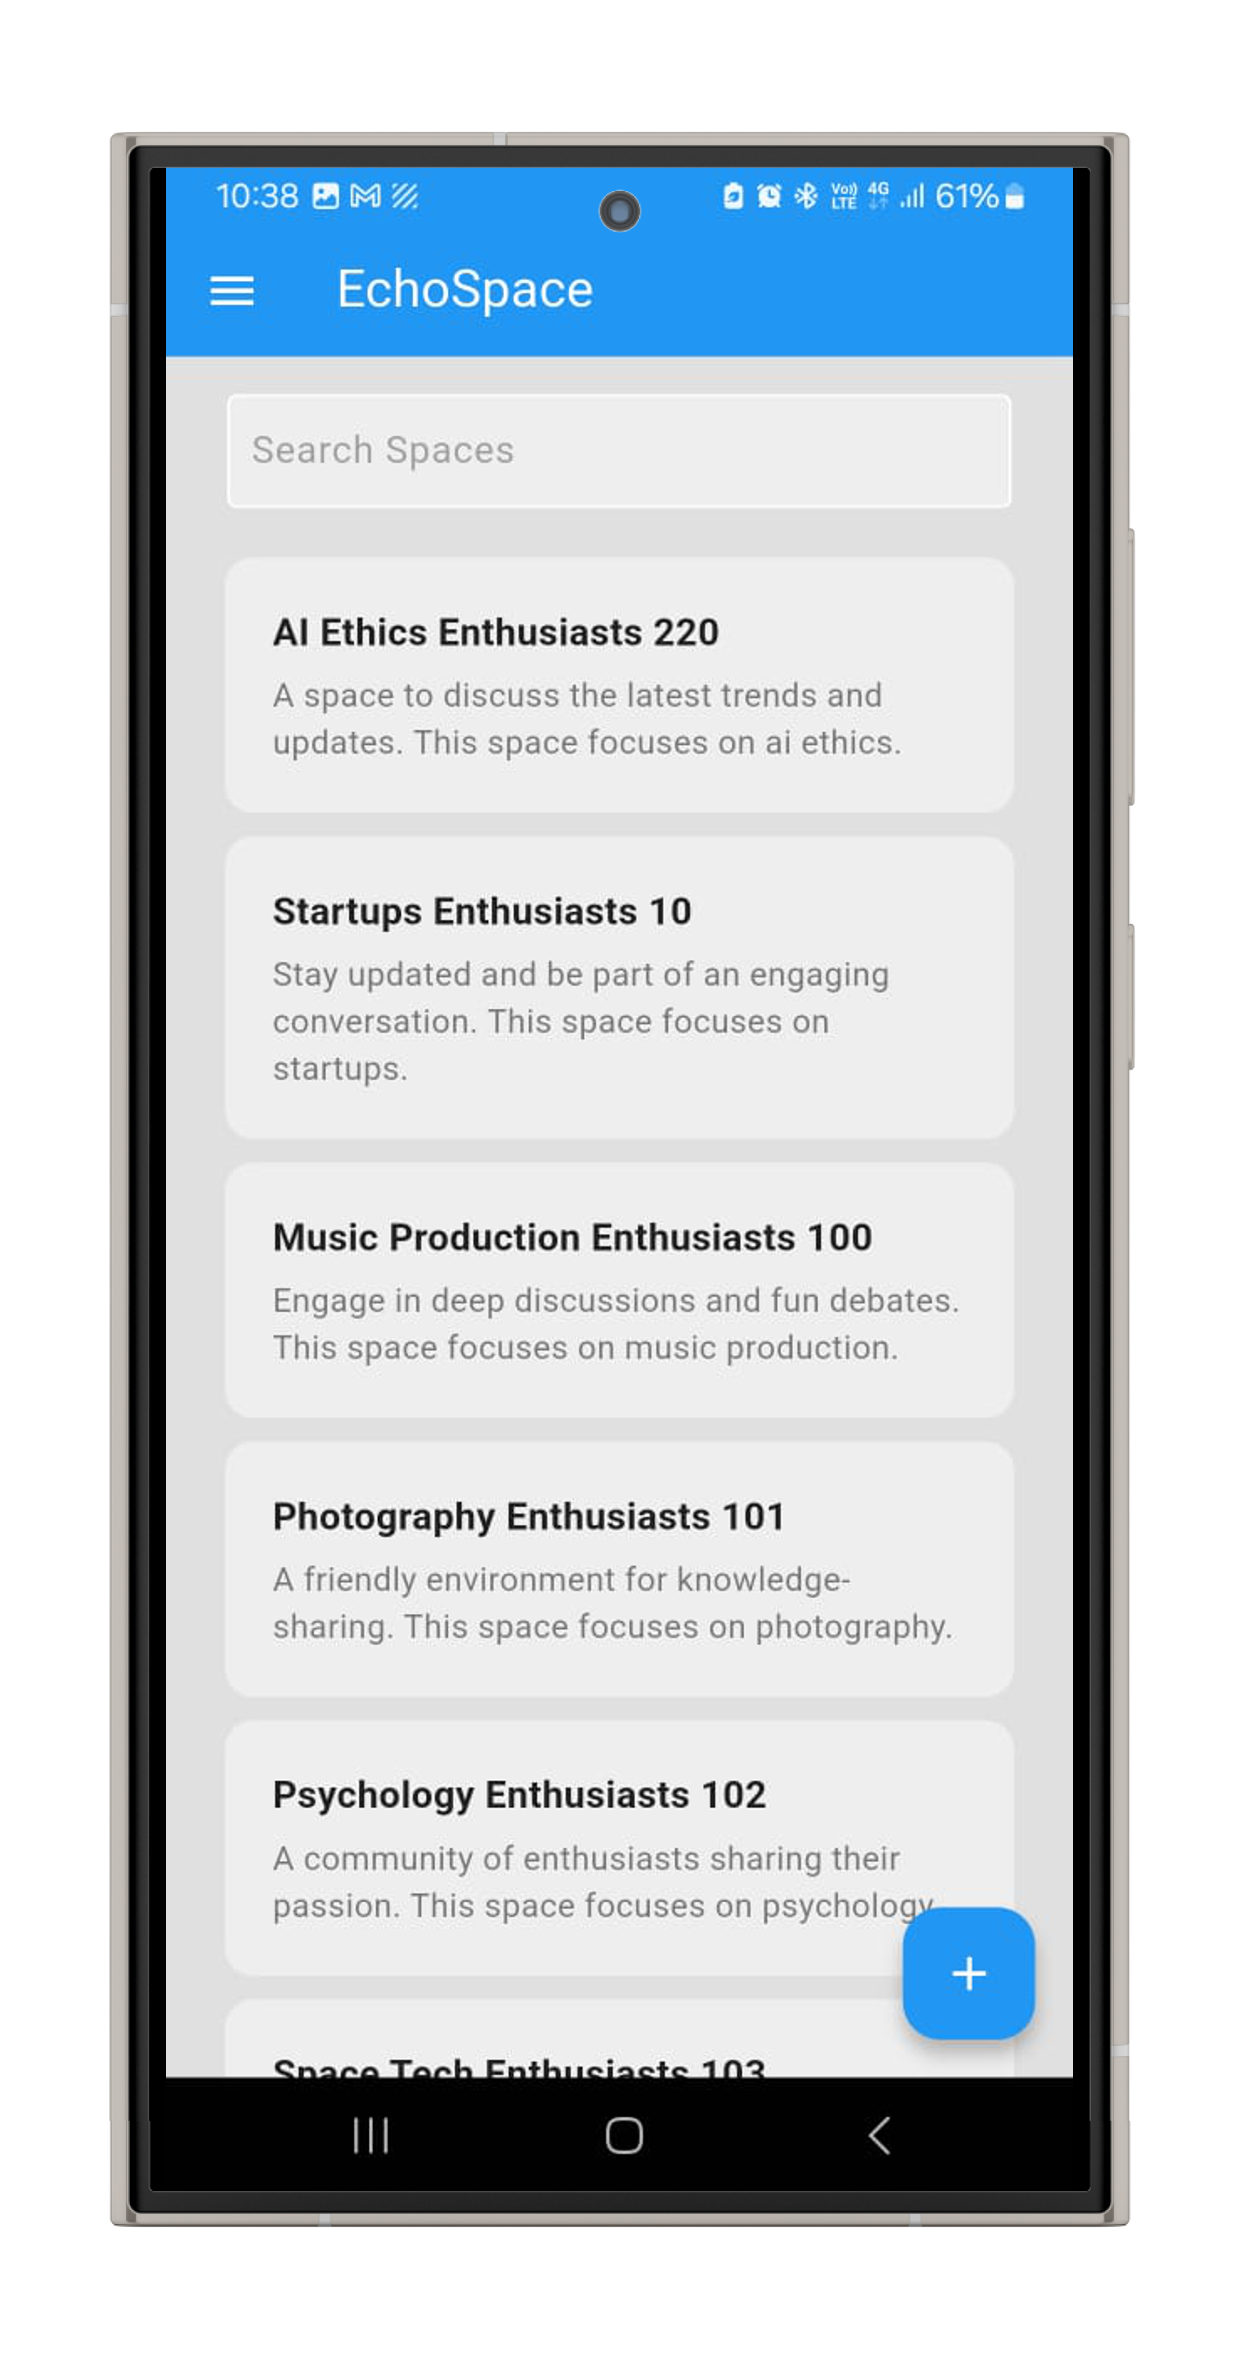 10:38 Vo)) LTE 4G 61%
EchoSpace
Search Spaces
AI Ethics Enthusiasts 220
A space to discuss the latest trends and
updates. This space focuses on ai ethics.
Startups Enthusiasts 10
Stay updated and be part of an engaging
conversation. This space focuses on
startups.
Music Production Enthusiasts 100
Engage in deep discussions and fun debates.
This space focuses on music production.
Photography Enthusiasts 101
A friendly environment for knowledge-
sharing. This space focuses on photography.
Psychology Enthusiasts 102
A community of enthusiasts sharing their
passion. This space focuses on psychology
Space Tech Enthusiasts 103